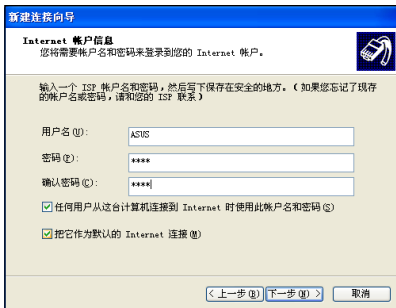 新建连接向导
Internet 帐户信息
您将需要帐户名和密码来登录到您的 Internet 帐户。
输入一个 ISP 帐户名和密码，然后写下保存在安全的地方。（如果您忘记了现存
的帐户名或密码，请和您的 ISP 联系）
用户名(U): ASUS
密码(P): ****
确认密码(C): ****
任何用户从这台计算机连接到 Internet 时使用此帐户名和密码(S)
把它作为默认的 Internet 连接(M)
<上一步(B) 下一步(N)> 取消